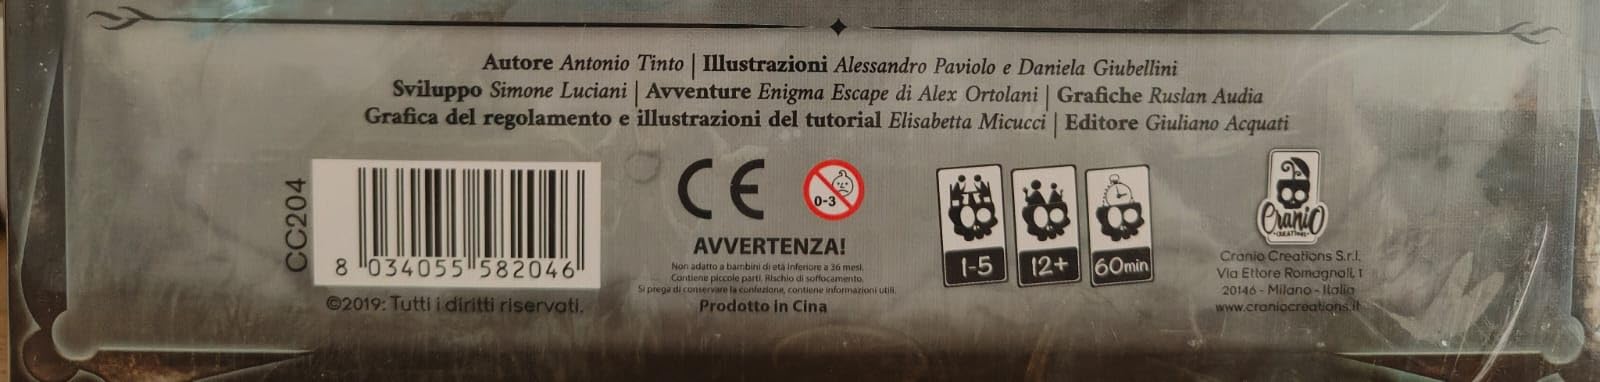 Autore Antonio Tinto | Illustrazioni Alessandro Paviolo e Daniela Giubellini
Sviluppo Simone Luciani | Avventure Enigma Escape di Alex Ortolani | Grafiche Ruslan Audia
Grafica del regolamento e illustrazioni del tutorial Elisabetta Micucci | Editore Giuliano Acquati
CC204
8 034055 582046
©2019: Tutti i diritti riservati.
CE
0-3
AVVERTENZA!
Non adatto a bambini di età inferiore a 36 mesi.
Contiene piccole parti. Rischio di soffocamento.
Si prega di conservare la confezione, contiene informazioni utili.
Prodotto in Cina
1-5
12+
60min
Cranio
CREATIONS
Cranio Creations S.r.l.
Via Ettore Romagnoli, 1
20146 - Milano - Italia
www.craniocreations.it